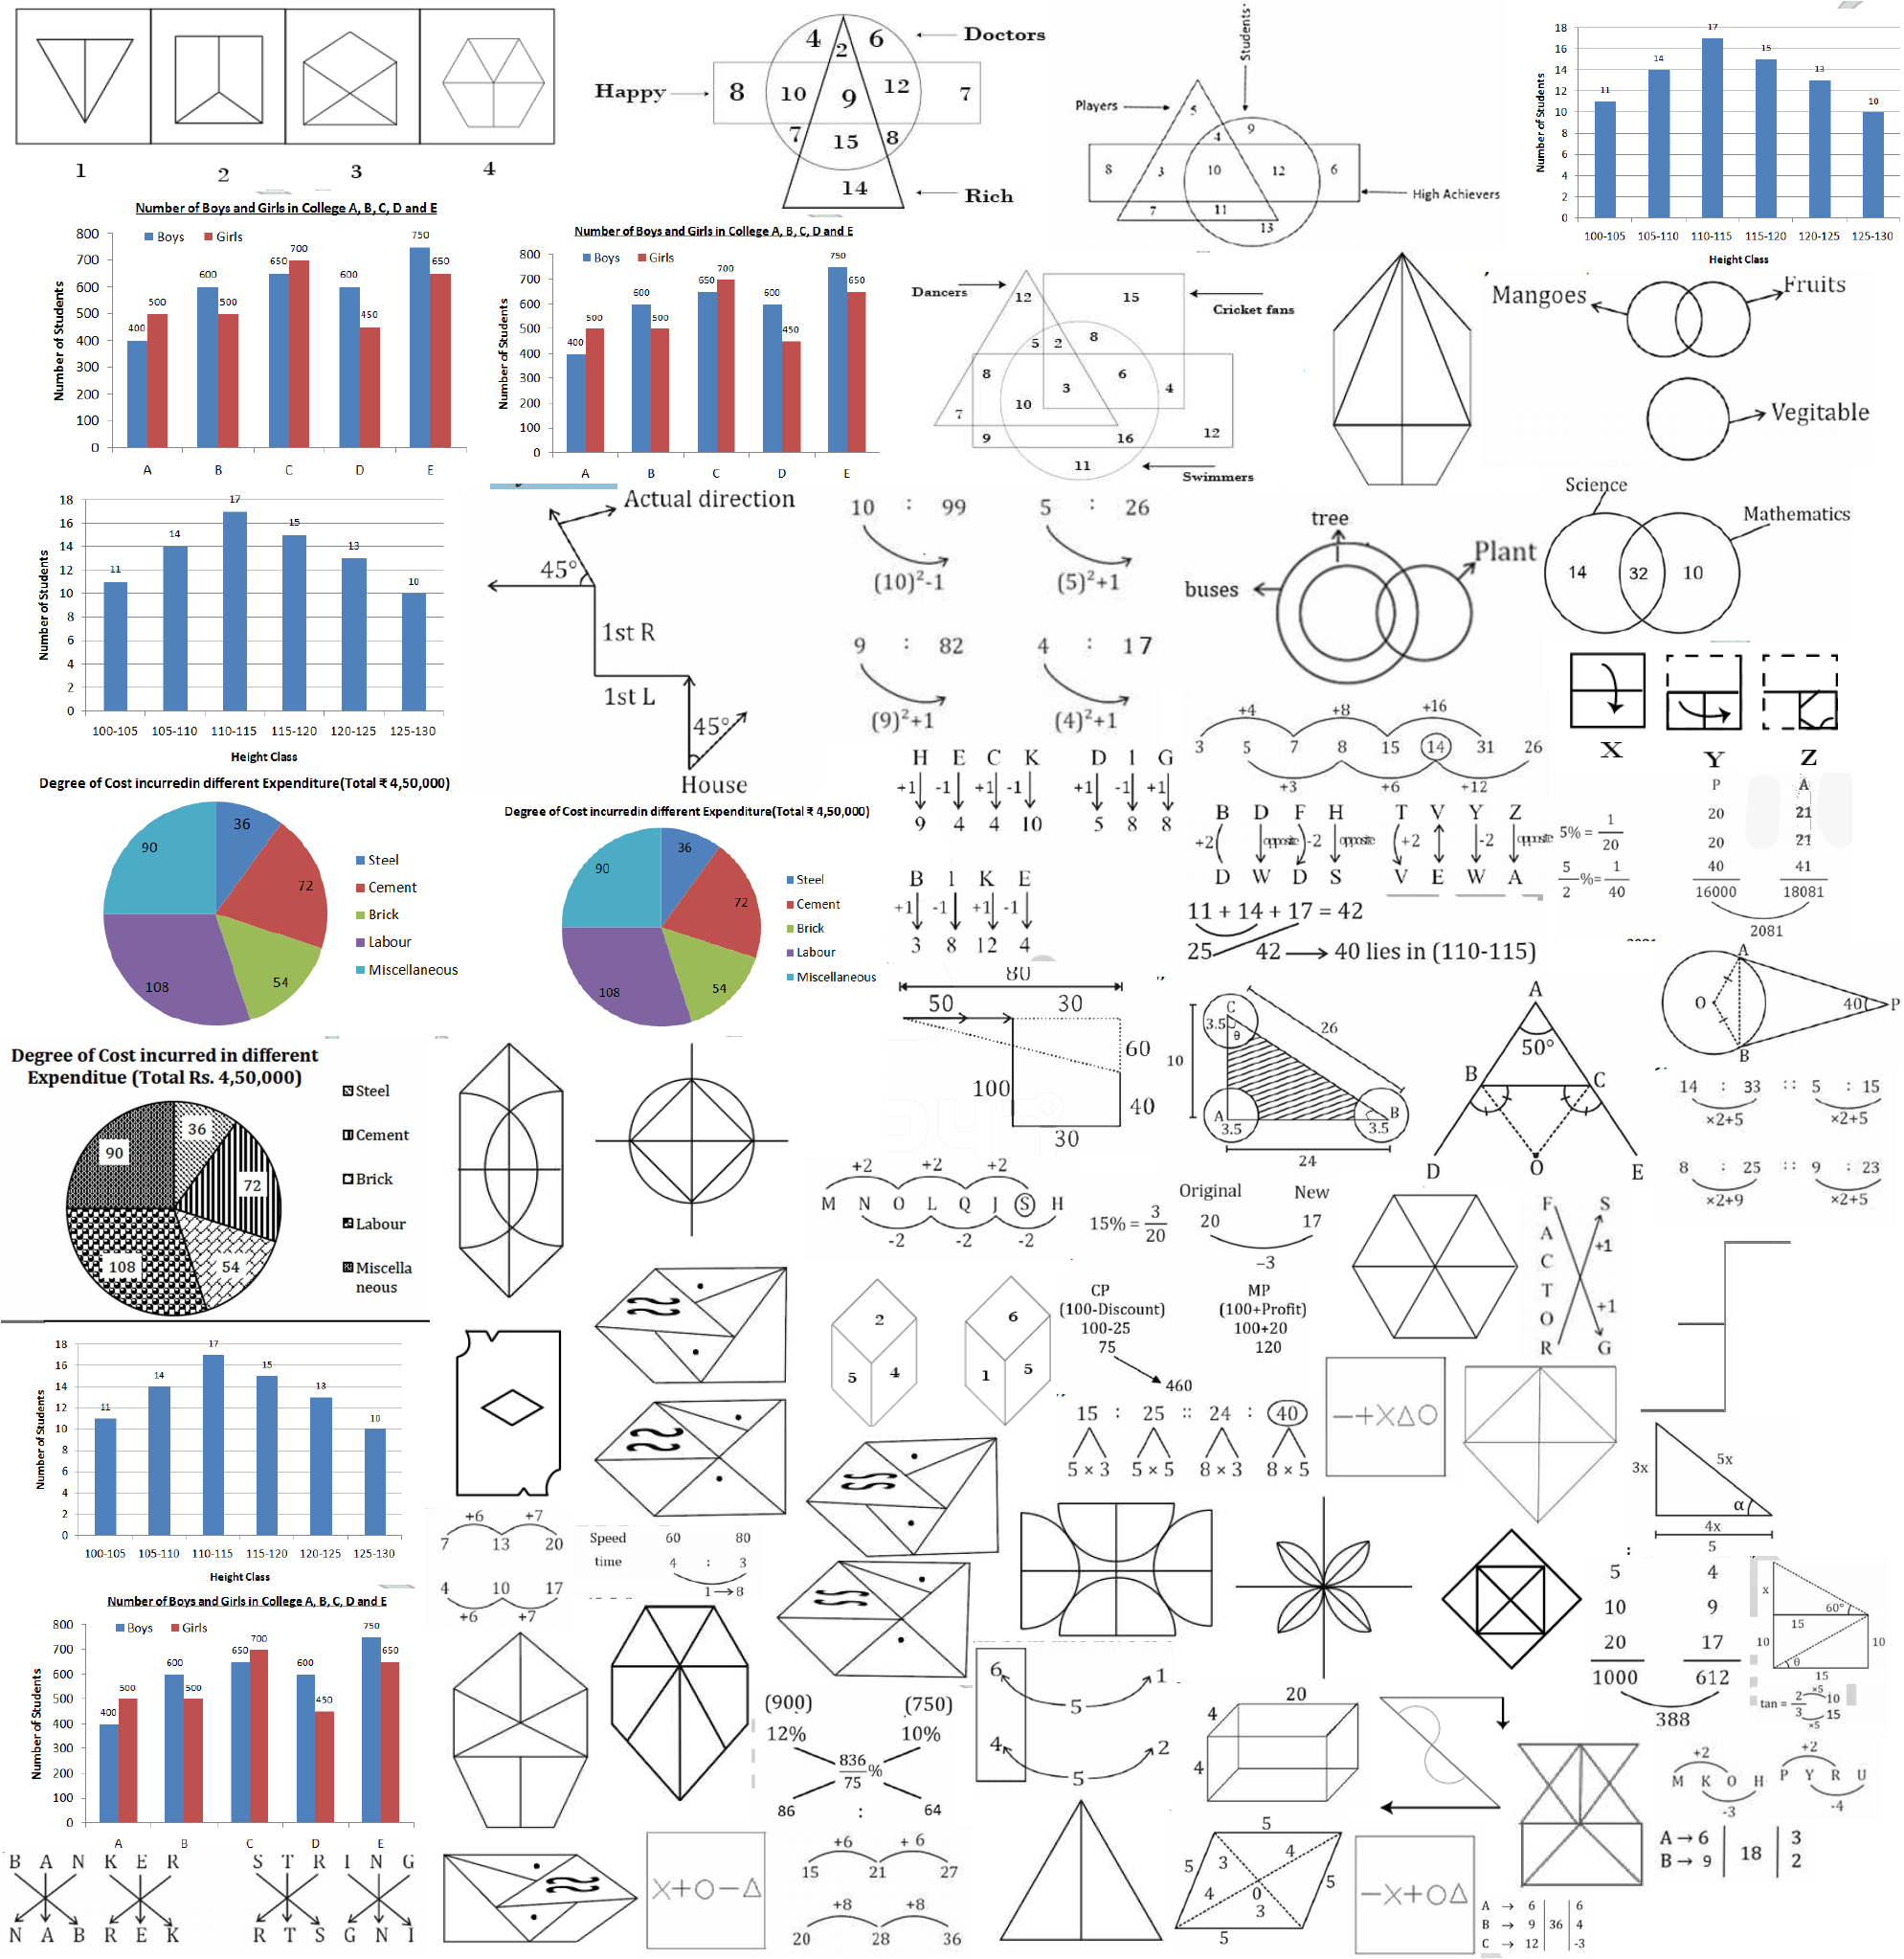 1 2 3 4
4 2 6 Doctors
Happy 8 10 9 12 7
7 15 8
14 Rich
Students
Players 5 9
4
8 3 10 12 6
High Achievers
7 11
13
Number of Students
18 16 14 12 10 8 6 4 2 0
11 14 17 15 13 10
100-105 105-110 110-115 115-120 120-125 125-130
Height Class
Number of Boys and Girls in College A, B, C, D and E
Boys Girls
Number of Students
800 700 600 500 400 300 200 100 0
400 500 600 500 650 700 600 450 750 650
A B C D E
Number of Boys and Girls in College A, B, C, D and E
Boys Girls
Number of Students
800 700 600 500 400 300 200 100 0
400 500 600 500 650 700 600 450 750 650
A B C D E
Dancers 12 15
Cricket fans
5 2 8
8 3 6 4
10
7
9 16 12
11 Swimmers
Mangoes Fruits
Vegitable
Number of Students
18 16 14 12 10 8 6 4 2 0
11 14 17 15 13 10
100-105 105-110 110-115 115-120 120-125 125-130
Height Class
Actual direction
45°
1st R
1st L
45°
House
10 : 99 5 : 26
(10)²-1 (5)²+1
9 : 82 4 : 17
(9)²+1 (4)²+1
tree
Plant
buses
Science
Mathematics
14 32 10
+4 +8 +16
3 5 7 8 15 14 31 26
+3 +6 +12
X Y Z
H E C K D I G
+1 -1 +1 -1 +1 -1 +1
9 4 4 10 5 8 8
B I K E
+1 -1 +1 -1
3 8 12 4
B D F H T V Y Z
+2 opposite -2 opposite +2 -2 opposite
D W D S V E W A
P A
5% = 1/20 20 21
20 21
5/2 %= 1/40 40 41
16000 18081
2081
11 + 14 + 17 = 42
25 42 → 40 lies in (110-115)
Degree of Cost incurredin different Expenditure(Total ₹ 4,50,000)
36 72 54 108 90
Steel
Cement
Brick
Labour
Miscellaneous
Degree of Cost incurredin different Expenditure(Total ₹ 4,50,000)
36 72 54 108 90
Steel
Cement
Brick
Labour
Miscellaneous
80
50 30
60
100 40
30
C
3.5 θ
26
10
A B
3.5 3.5
24
A
50°
B C
D O E
A
O 40 P
B
14 : 33 :: 5 : 15
×2+5 ×2+5
8 : 25 :: 9 : 23
×2+9 ×2+5
Degree of Cost incurred in different
Expenditue (Total Rs. 4,50,000)
36 72 54 108 90
Steel
Cement
Brick
Labour
Miscella
neous
+2 +2 +2
M N O L Q J S H
-2 -2 -2
Original New
15% = 3/20 20 17
−3
F S
A +1
C
T +1
O
R G
2 5 4
6 1 5
CP MP
(100-Discount) (100+Profit)
100-25 100+20
75 120
460
15 : 25 :: 24 : 40
5 × 3 5 × 5 8 × 3 8 × 5
−+X△○
3x 5x
α
4x
5
Number of Students
18 16 14 12 10 8 6 4 2 0
11 14 17 15 13 10
100-105 105-110 110-115 115-120 120-125 125-130
Height Class
+6 +7
7 13 20
4 10 17
+6 +7
Speed 60 80
time 4 : 3
1→8
:
5 4
10 9
20 17
1000 612
388
x
60°
15
10 10
θ
15
tan = 2/3 ×5 10 15 ×5
Number of Boys and Girls in College A, B, C, D and E
Boys Girls
Number of Students
800 700 600 500 400 300 200 100 0
400 500 600 500 650 700 600 450 750 650
A B C D E
(900) (750)
12% 10%
836/75 %
86 : 64
6 5 1
4 5 2
20
4
4
+2 +2
M K O H P Y R U
-3 -4
A → 6 18 3
B → 9 2
B A N K E R S T R I N G
N A B R E K R T S G N I
X+○−△
+6 + 6
15 21 27
+8 +8
20 28 36
5
5 3 4 5
4 0
3
5
−X+○△
A → 6 6
B → 9 36 4
C → 12 -3